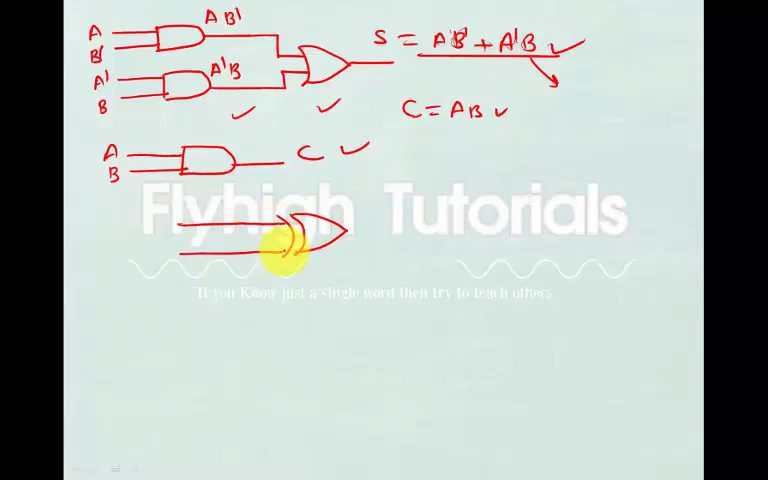 A
B'
AB'
A'
B
A'B
S = AB' + A'B
C = AB
A
B
C
Flyhigh Tutorials
"If you Know just a single word then try to teach others